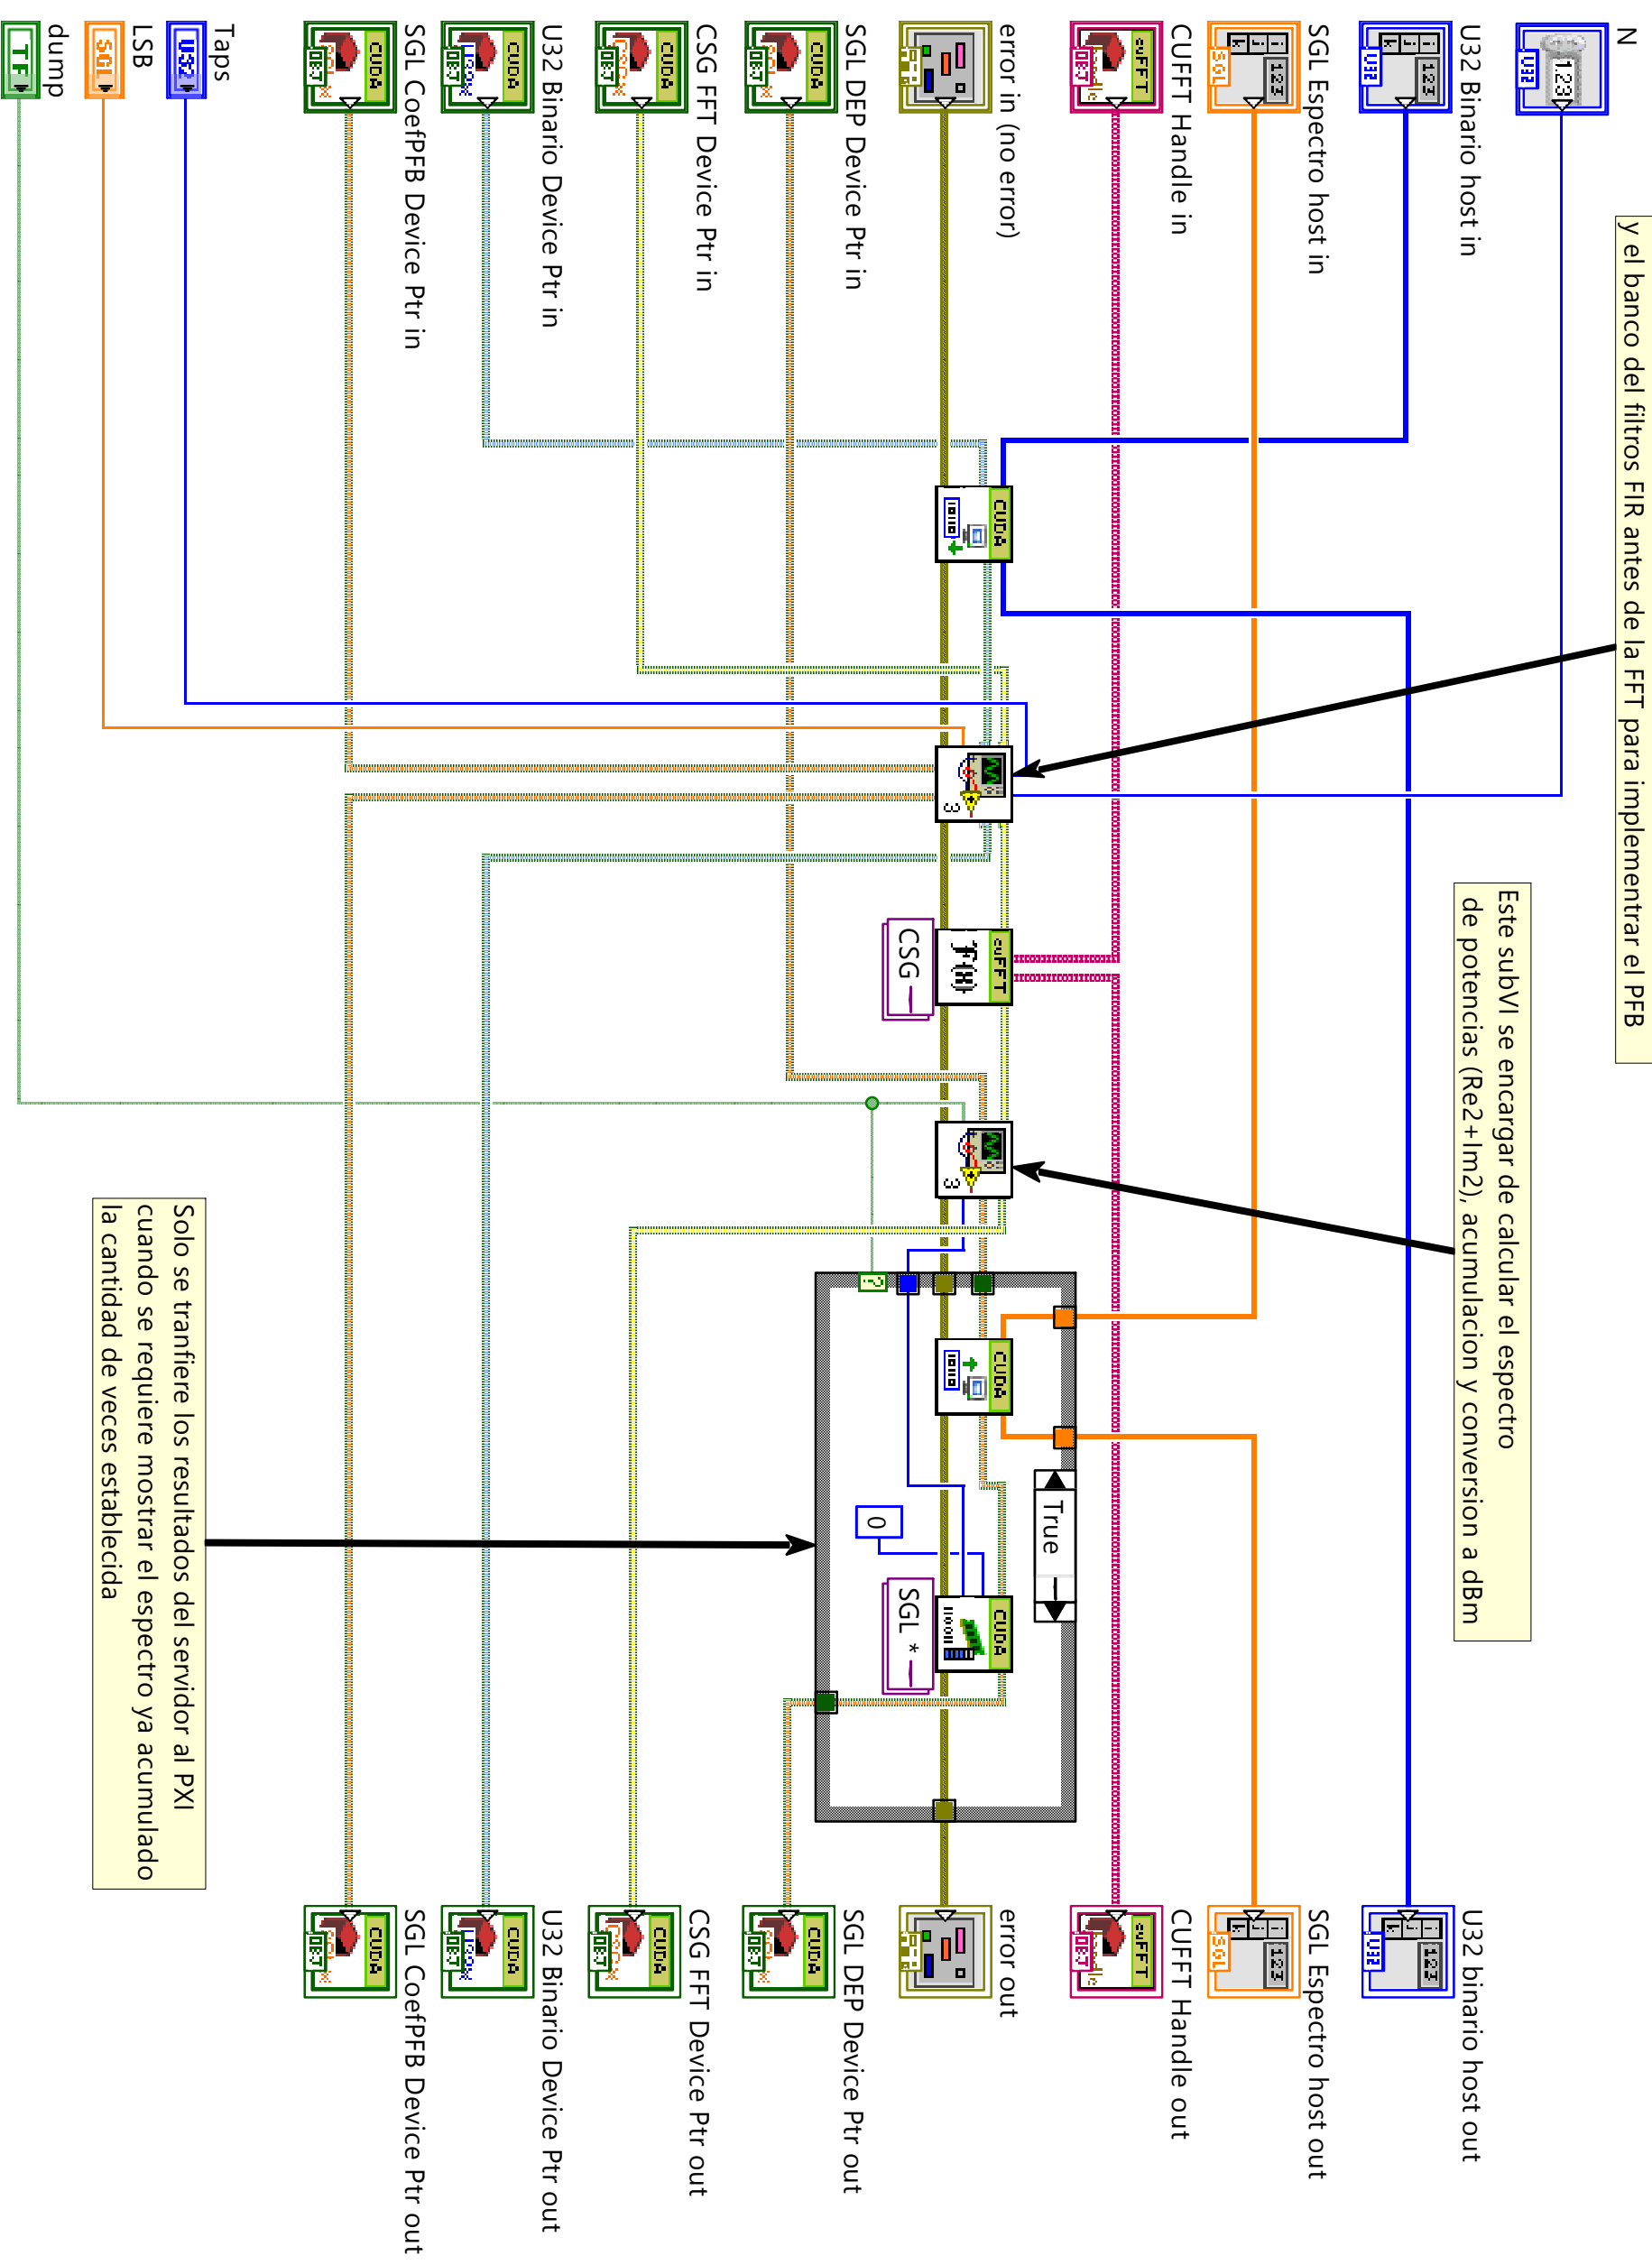 N
y el banco del filtros FIR antes de la FFT para implementrar el PFB
Este subVI se encargar de calcular el espectro
de potencias (Re2+Im2), acumulacion y conversion a dBm
U32 Binario host in
U32 binario host out
SGL Espectro host in
SGL Espectro host out
CUFFT Handle in
CUFFT Handle out
error in (no error)
error out
True
0
CSG
SGL *
SGL DEP Device Ptr in
SGL DEP Device Ptr out
CSG FFT Device Ptr in
CSG FFT Device Ptr out
U32 Binario Device Ptr in
U32 Binario Device Ptr out
SGL CoefPFB Device Ptr in
SGL CoefPFB Device Ptr out
Taps
U32
LSB
SGL
dump
TF
Solo se tranfiere los resultados del servidor al PXI
cuando se requiere mostrar el espectro ya acumulado
la cantidad de veces establecida